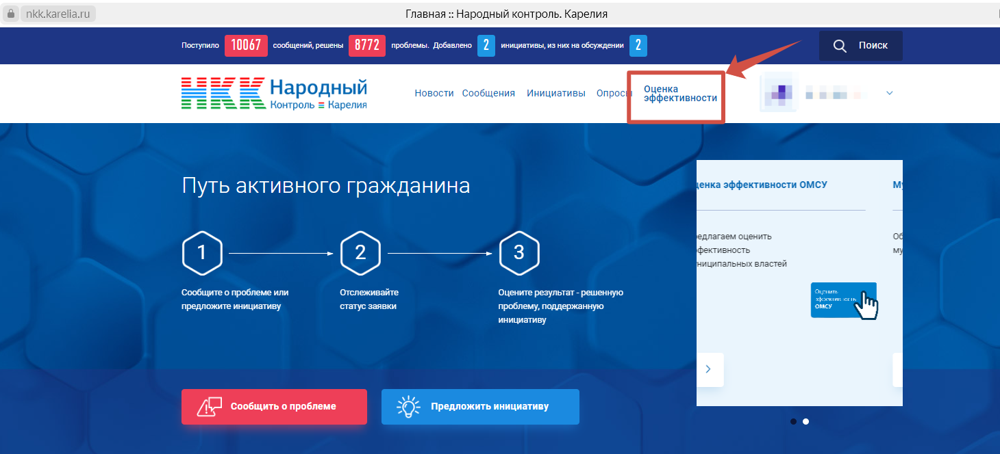 nkk.karelia.ru
Главная :: Народный контроль. Карелия
Поступило 10067 сообщений, решены 8772 проблемы. Добавлено 2 инициативы, из них на обсуждении 2
Поиск
НКК Народный
Контроль Карелия
Новости Сообщения Инициативы Опросы Оценка
эффективности
Путь активного гражданина
1 2 3
Сообщите о проблеме или
предложите инициативу
Отслеживайте
статус заявки
Оцените результат - решенную
проблему, поддержанную
инициативу
ценка эффективности ОМСУ
едлагаем оценить
фективность
ниципальных властей
Оценить
эффективность
ОМСУ
Му
Об
му
Сообщить о проблеме
Предложить инициативу